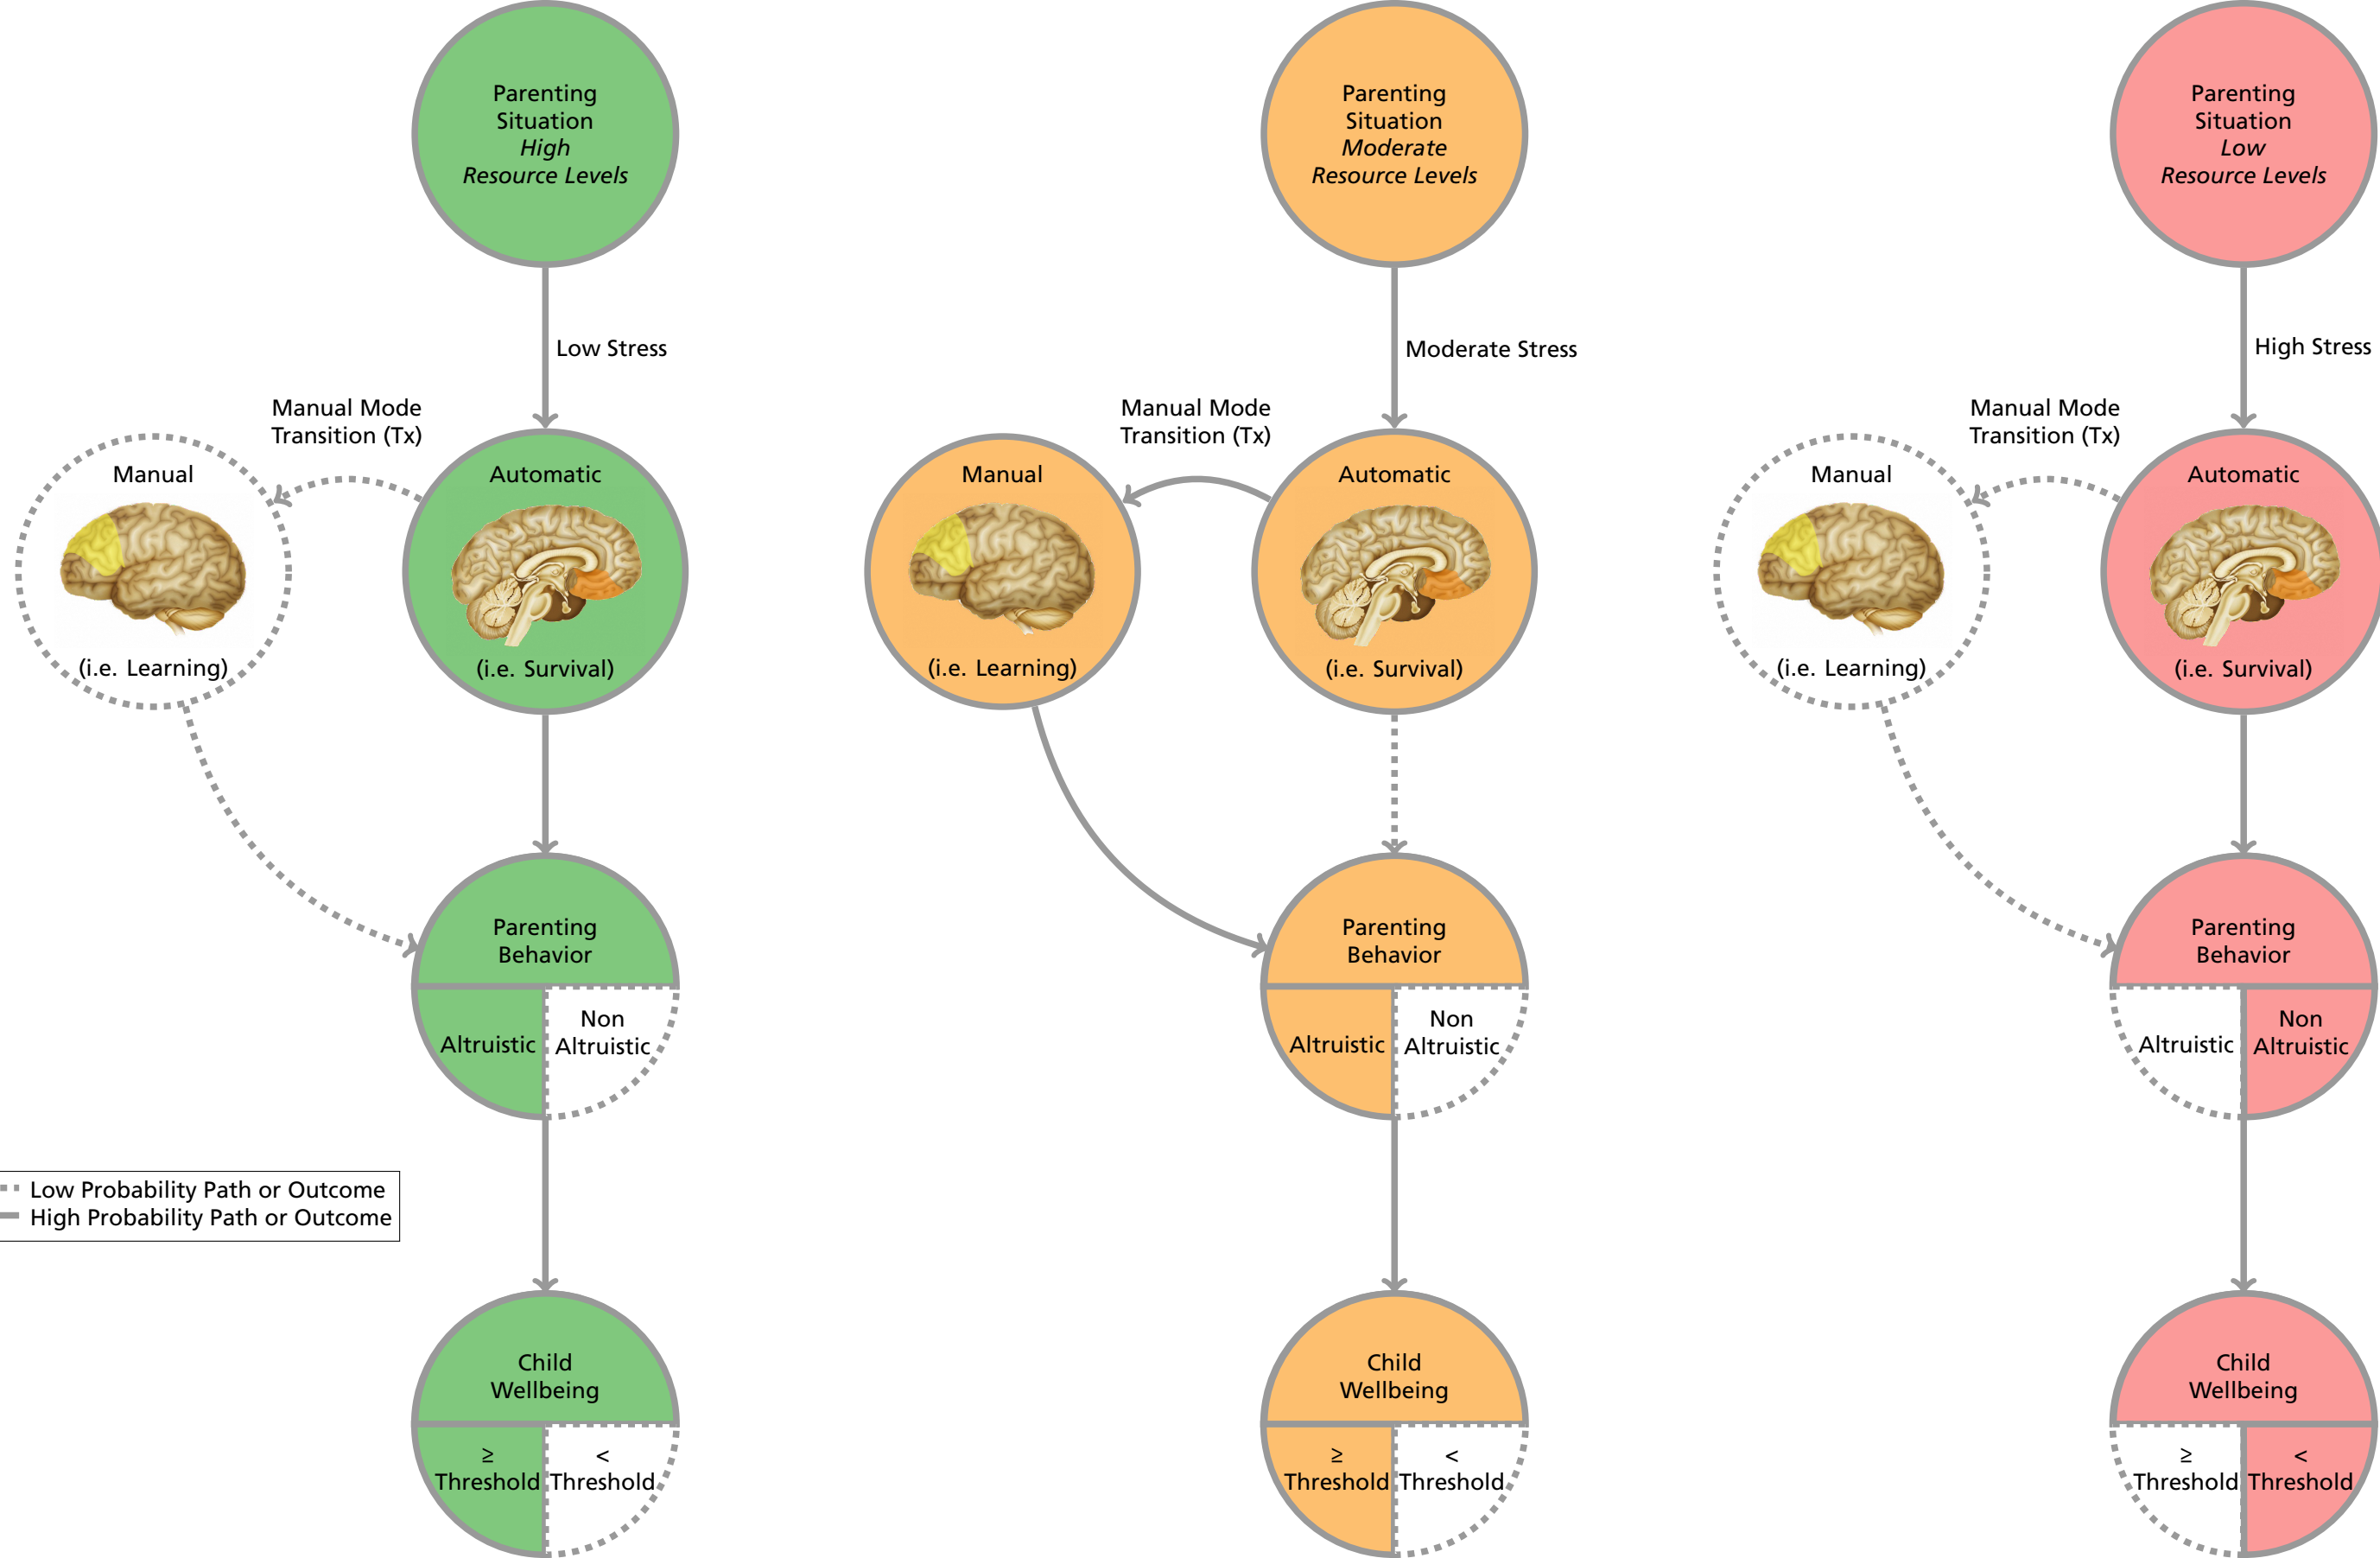 Parenting
Situation
High
Resource Levels
Low Stress
Manual Mode
Transition (Tx)
Manual
(i.e. Learning)
Automatic
(i.e. Survival)
Parenting
Behavior
Altruistic
Non
Altruistic
Child
Wellbeing
≥
Threshold
<
Threshold
Low Probability Path or Outcome
High Probability Path or Outcome
Parenting
Situation
Moderate
Resource Levels
Moderate Stress
Manual Mode
Transition (Tx)
Manual
(i.e. Learning)
Automatic
(i.e. Survival)
Parenting
Behavior
Altruistic
Non
Altruistic
Child
Wellbeing
≥
Threshold
<
Threshold
Parenting
Situation
Low
Resource Levels
High Stress
Manual Mode
Transition (Tx)
Manual
(i.e. Learning)
Automatic
(i.e. Survival)
Parenting
Behavior
Altruistic
Non
Altruistic
Child
Wellbeing
≥
Threshold
<
Threshold